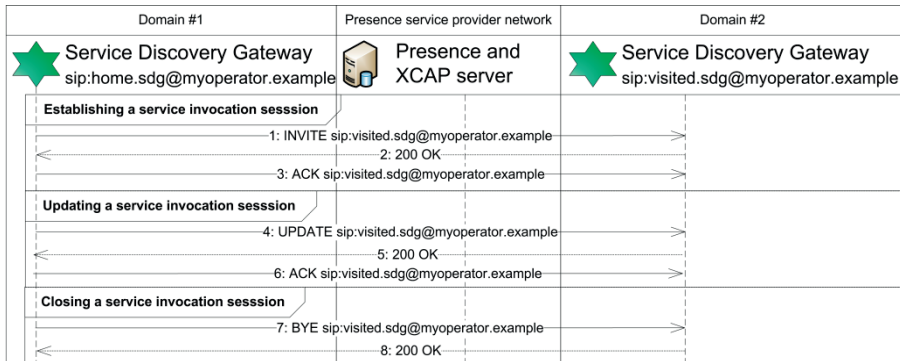 Domain #1
Presence service provider network
Domain #2
Service Discovery Gateway
sip:home.sdg@myoperator.example
Presence and
XCAP server
Service Discovery Gateway
sip:visited.sdg@myoperator.example
Establishing a service invocation sesssion
1: INVITE sip:visited.sdg@myoperator.example
2: 200 OK
3: ACK sip:visited.sdg@myoperator.example
Updating a service invocation sesssion
4: UPDATE sip:visited.sdg@myoperator.example
5: 200 OK
6: ACK sip:visited.sdg@myoperator.example
Closing a service invocation sesssion
7: BYE sip:visited.sdg@myoperator.example
8: 200 OK